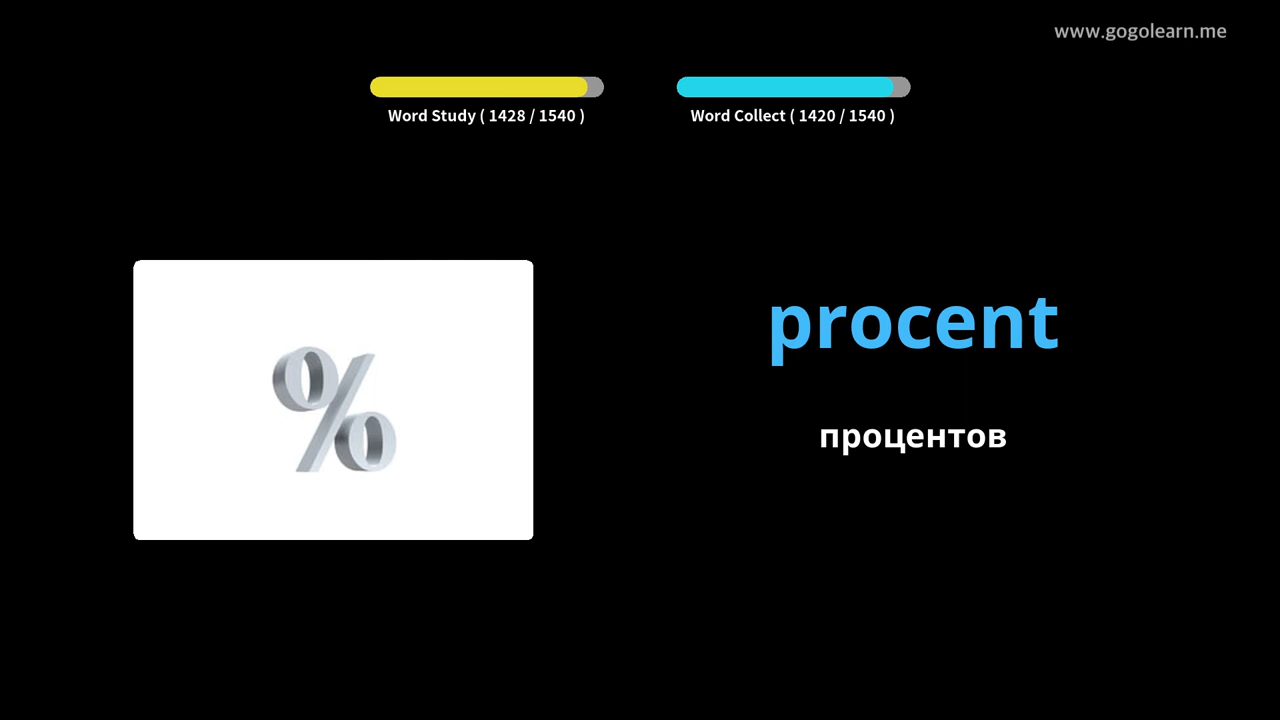 www.gogolearn.me
Word Study ( 1428 / 1540 )
Word Collect ( 1420 / 1540 )
%
procent
процентов